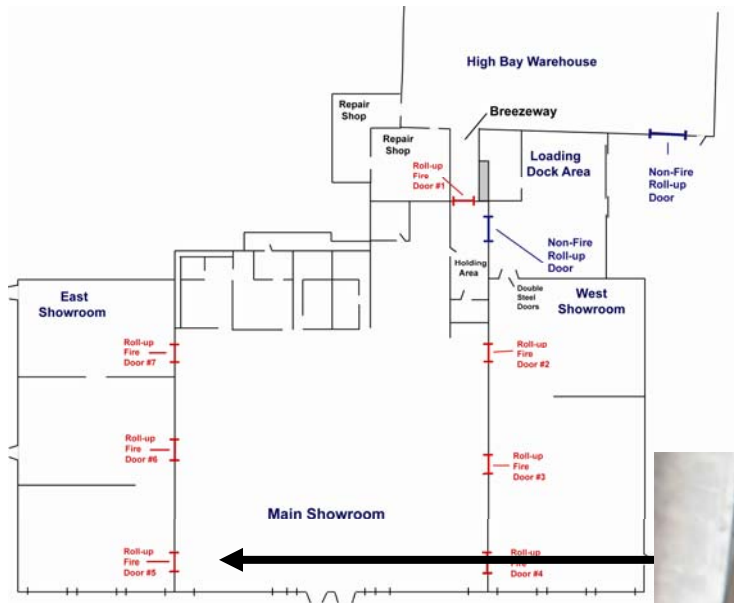 High Bay Warehouse
Repair
Shop
Breezeway
Repair
Shop
Roll-up
Fire
Door #1
Loading
Dock Area
Non-Fire
Roll-up
Door
Non-Fire
Roll-up
Door
Holding
Area
Double
Steel
Doors
East
Showroom
West
Showroom
Roll-up
Fire
Door #7
Roll-up
Fire
Door #2
Roll-up
Fire
Door #6
Roll-up
Fire
Door #3
Main Showroom
Roll-up
Fire
Door #5
Roll-up
Door #4